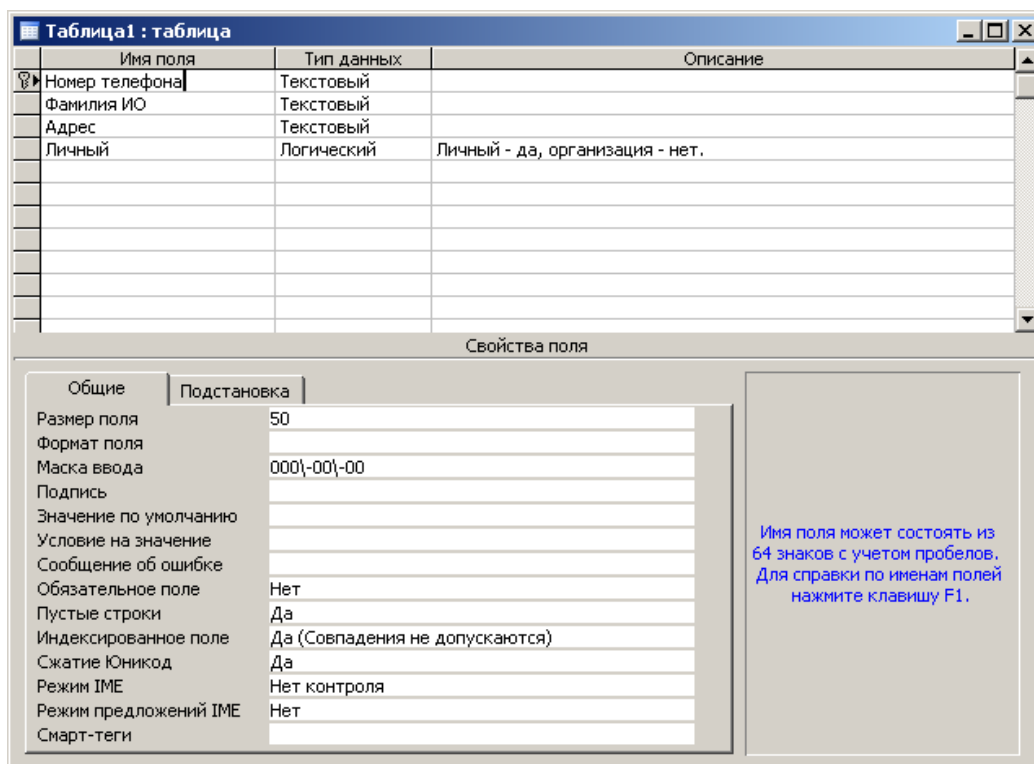 Таблица1 : таблица
Имя поля Тип данных Описание
Номер телефона Текстовый
Фамилия ИО Текстовый
Адрес Текстовый
Личный Логический Личный - да, организация - нет.
Свойства поля
Общие Подстановка
Размер поля 50
Формат поля
Маска ввода 000\-00\-00
Подпись
Значение по умолчанию
Условие на значение
Сообщение об ошибке
Обязательное поле Нет
Пустые строки Да
Индексированное поле Да (Совпадения не допускаются)
Сжатие Юникод Да
Режим IME Нет контроля
Режим предложений IME Нет
Смарт-теги
Имя поля может состоять из
64 знаков с учетом пробелов.
Для справки по именам полей
нажмите клавишу F1.